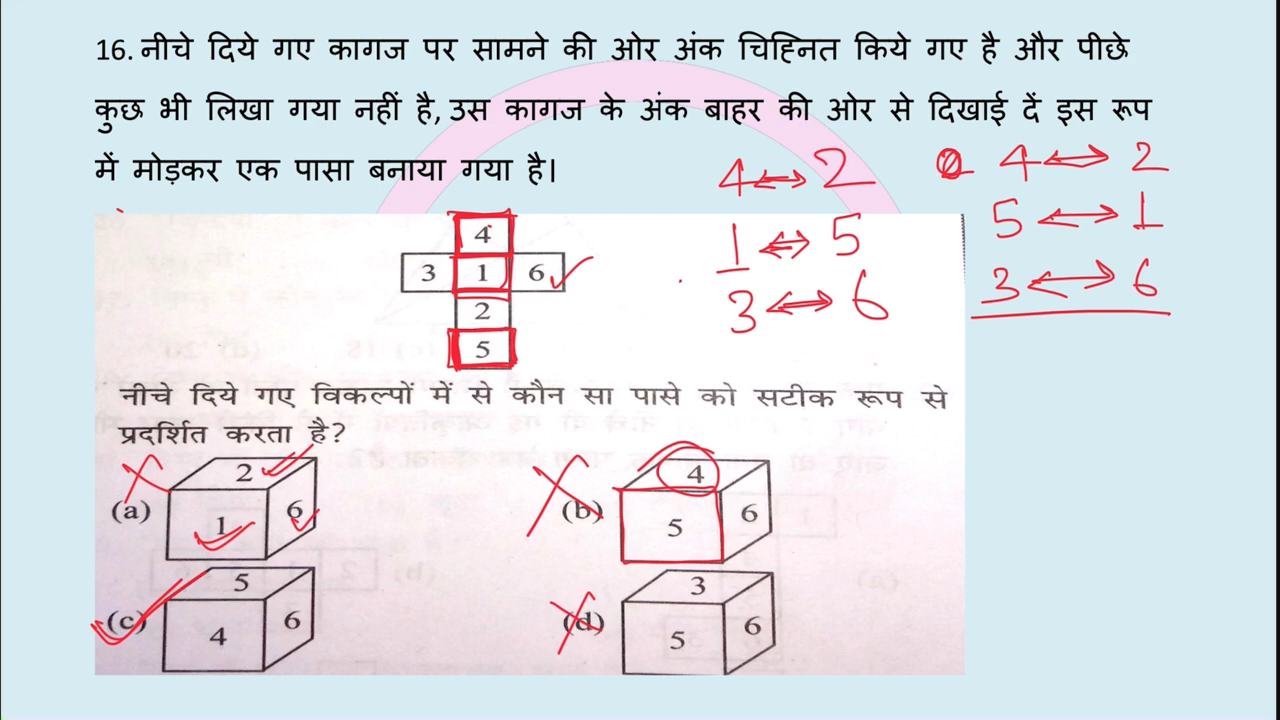 16. नीचे दिये गए कागज पर सामने की ओर अंक चिह्नित किये गए है और पीछे
कुछ भी लिखा गया नहीं है, उस कागज के अंक बाहर की ओर से दिखाई दें इस रूप
में मोड़कर एक पासा बनाया गया है।
4 ↔ 2
1 ↔ 5
3 ↔ 6
4 ↔ 2
5 ↔ 1
3 ↔ 6
4
3 1 6
2
5
नीचे दिये गए विकल्पों में से कौन सा पासे को सटीक रूप से
प्रदर्शित करता है?
(a) 2 1 6
(b) 4 5 6
(c) 5 4 6
(d) 3 5 6